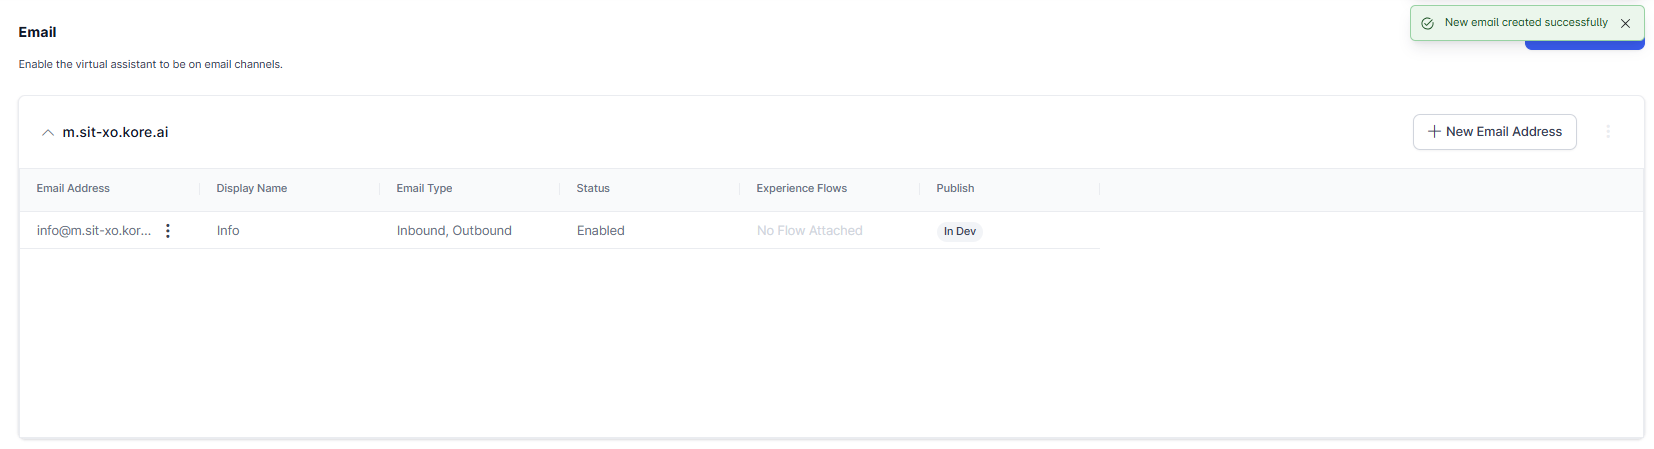 New email created successfully
Email
Enable the virtual assistant to be on email channels.
m.sit-xo.kore.ai
New Email Address
Email Address Display Name Email Type Status Experience Flows Publish
info@m.sit-xo.kor... Info Inbound, Outbound Enabled No Flow Attached In Dev